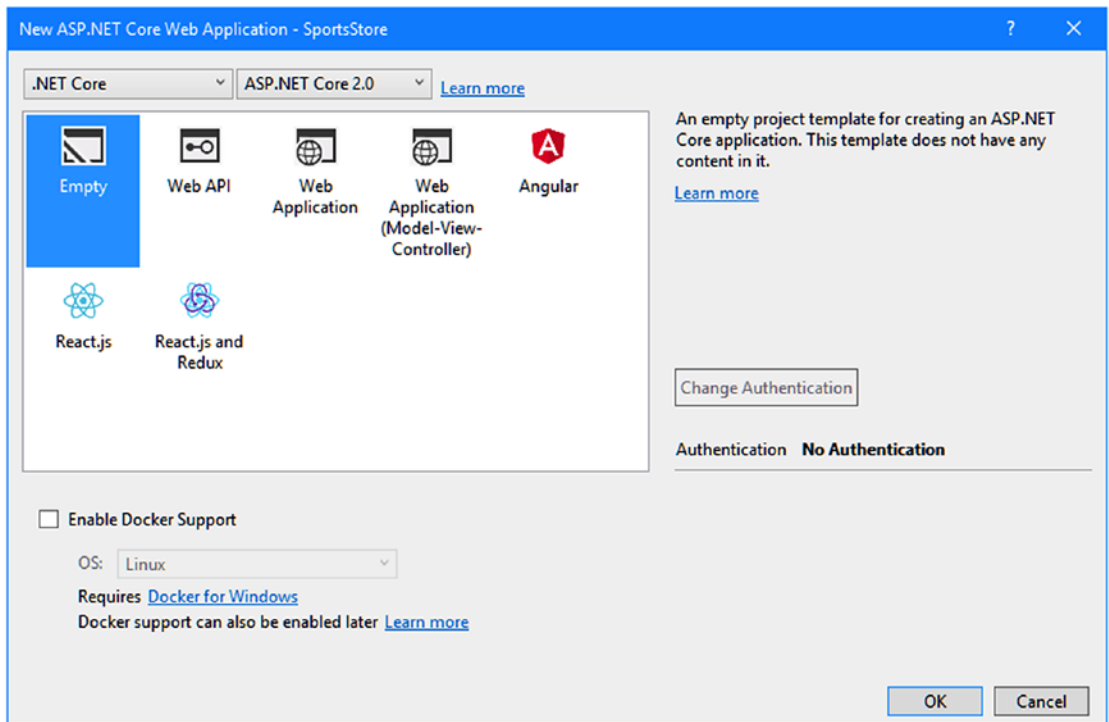 New ASP.NET Core Web Application - SportsStore
?
.NET Core
ASP.NET Core 2.0
Learn more
Empty
Web API
Web
Application
Web
Application
(Model-View-
Controller)
A
Angular
React.js
React.js and
Redux
An empty project template for creating an ASP.NET
Core application. This template does not have any
content in it.
Learn more
Change Authentication
Authentication No Authentication
Enable Docker Support
OS: Linux
Requires Docker for Windows
Docker support can also be enabled later Learn more
OK
Cancel